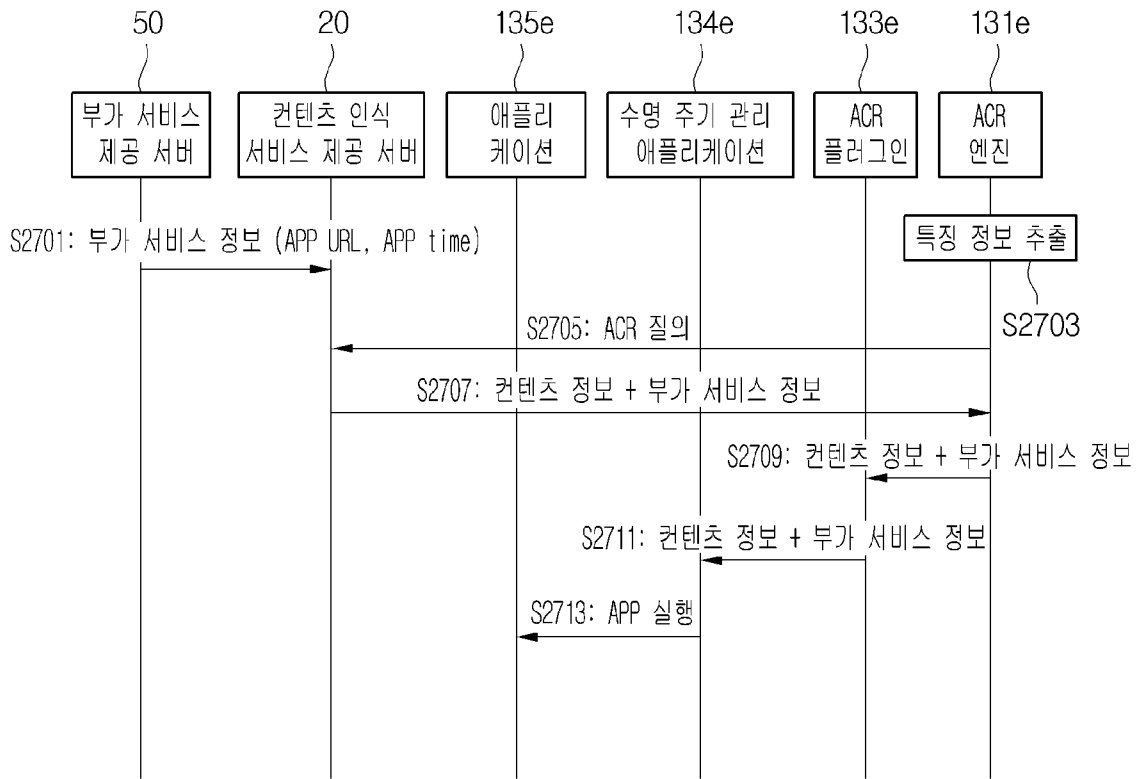 50
20
135e
134e
133e
131e
부가 서비스
제공 서버
컨텐츠 인식
서비스 제공 서버
애플리
케이션
수명 주기 관리
애플리케이션
ACR
플러그인
ACR
엔진
S2701: 부가 서비스 정보 (APP URL, APP time)
특징 정보 추출
S2703
S2705: ACR 질의
S2707: 컨텐츠 정보 + 부가 서비스 정보
S2709: 컨텐츠 정보 + 부가 서비스 정보
S2711: 컨텐츠 정보 + 부가 서비스 정보
S2713: APP 실행